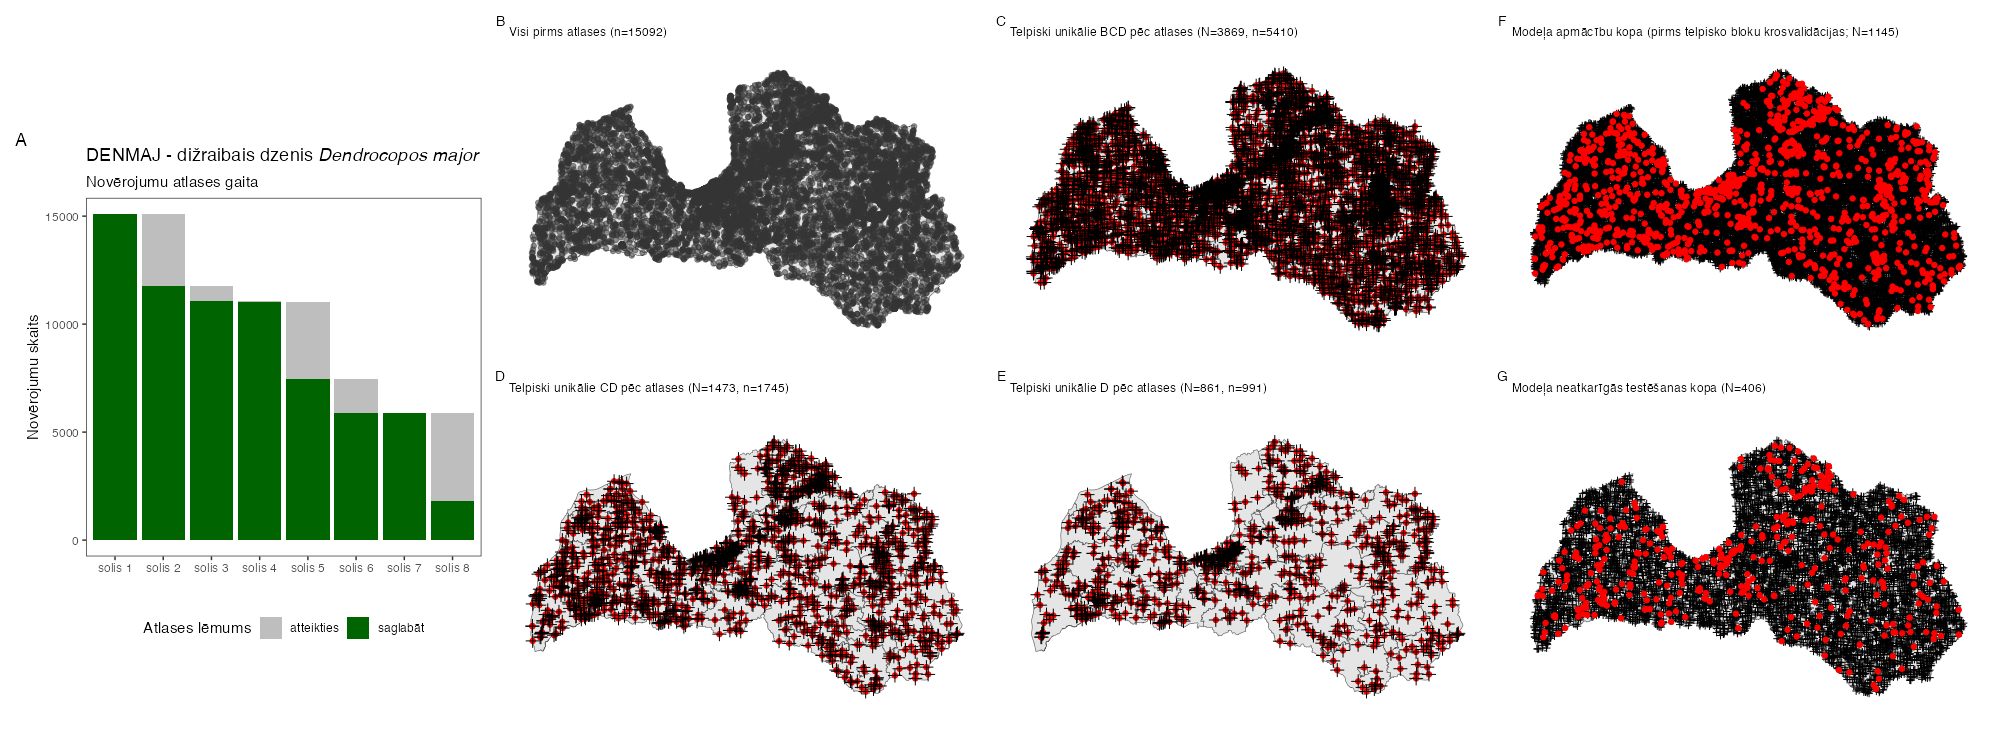 A
DENMAJ - dižraibais dzenis Dendrocopos major
Novērojumu atlases gaita
Novērojumu skaits
15000
10000
5000
0
solis 1 solis 2 solis 3 solis 4 solis 5 solis 6 solis 7 solis 8
Atlases lēmums atteikties saglabāt
B
Visi pirms atlases (n=15092)
C
Telpiski unikālie BCD pēc atlases (N=3869, n=5410)
F
Modeļa apmācību kopa (pirms telpisko bloku krosvalidācijas; N=1145)
D
Telpiski unikālie CD pēc atlases (N=1473, n=1745)
E
Telpiski unikālie D pēc atlases (N=861, n=991)
G
Modeļa neatkarīgās testēšanas kopa (N=406)